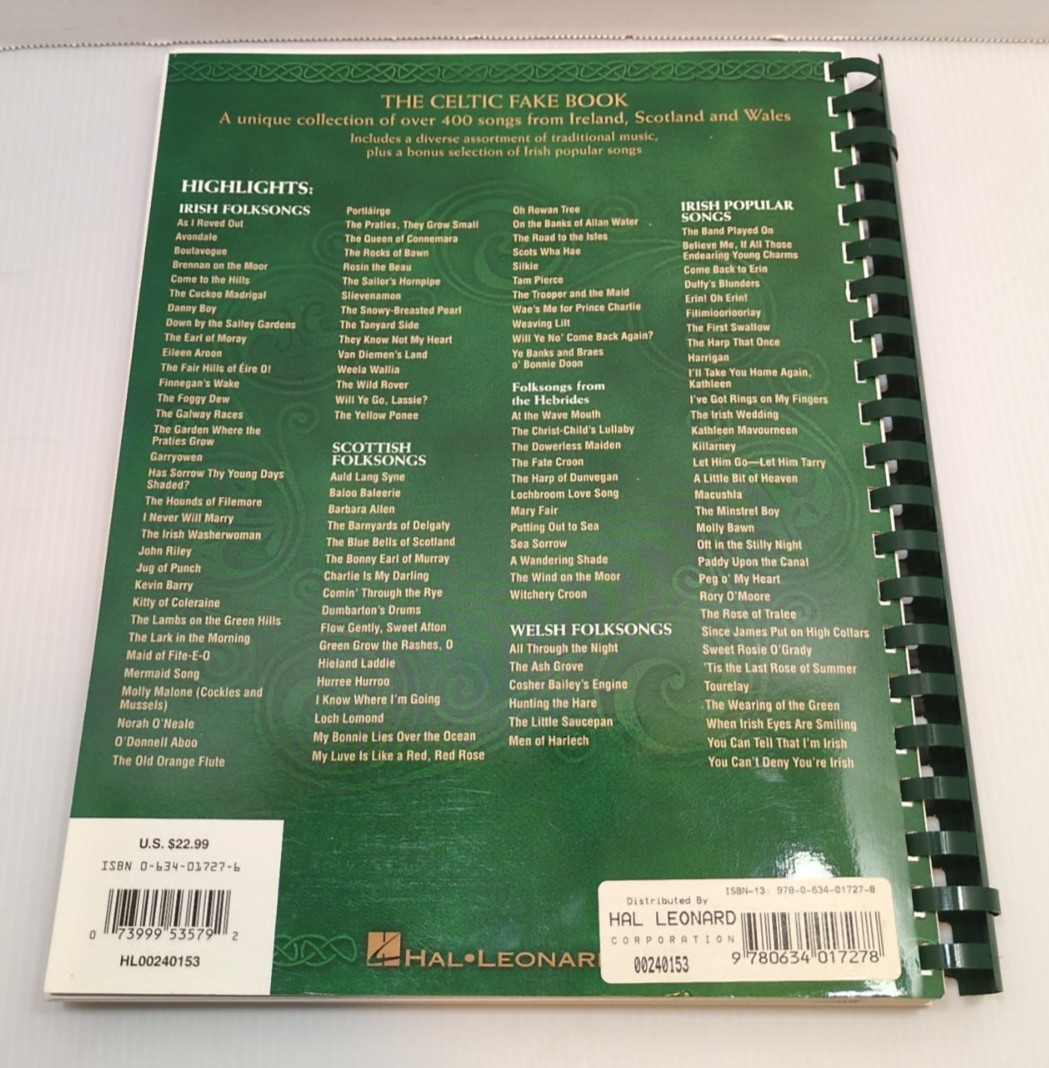 THE CELTIC FAKE BOOK
A unique collection of over 400 songs from Ireland, Scotland and Wales
Includes a diverse assortment of traditional music,
plus a bonus selection of Irish popular songs
HIGHLIGHTS:
IRISH FOLKSONGS
As I Roved Out
Avondale
Boulavogue
Brennan on the Moor
Come to the Hills
The Cuckoo Madrigal
Danny Boy
Down by the Salley Gardens
The Earl of Moray
Eileen Aroon
The Fair Hills of Éire O!
Finnegan's Wake
The Foggy Dew
The Galway Races
The Garden Where the
Praties Grow
Garryowen
Has Sorrow Thy Young Days
Shaded?
The Hounds of Filemore
I Never Will Marry
The Irish Washerwoman
John Riley
Jug of Punch
Kevin Barry
Kitty of Coleraine
The Lambs on the Green Hills
The Lark in the Morning
Maid of Fife-E-O
Mermaid Song
Molly Malone (Cockles and
Mussels)
Norah O'Neale
O'Donnell Aboo
The Old Orange Flute
Portláirge
The Praties, They Grow Small
The Queen of Connemara
The Rocks of Bawn
Rosin the Beau
The Sailor's Hornpipe
Slievenamon
The Snowy-Breasted Pearl
The Tanyard Side
They Know Not My Heart
Van Diemen's Land
Weela Wallia
The Wild Rover
Will Ye Go, Lassie?
The Yellow Ponee
SCOTTISH
FOLKSONGS
Auld Lang Syne
Baloo Baleerie
Barbara Allen
The Barnyards of Delgaty
The Blue Bells of Scotland
The Bonny Earl of Murray
Charlie Is My Darling
Comin' Through the Rye
Dumbarton's Drums
Flow Gently, Sweet Afton
Green Grow the Rashes, O
Hieland Laddie
Hurree Hurroo
I Know Where I'm Going
Loch Lomond
My Bonnie Lies Over the Ocean
My Luve Is Like a Red, Red Rose
Oh Rowan Tree
On the Banks of Allan Water
The Road to the Isles
Scots Wha Hae
Silkie
Tam Pierce
The Trooper and the Maid
Wae's Me for Prince Charlie
Weaving Lilt
Will Ye No' Come Back Again?
Ye Banks and Braes
o' Bonnie Doon
Folksongs from
the Hebrides
At the Wave Mouth
The Christ-Child's Lullaby
The Dowerless Maiden
The Fate Croon
The Harp of Dunvegan
Lochbroom Love Song
Mary Fair
Putting Out to Sea
Sea Sorrow
A Wandering Shade
The Wind on the Moor
Witchery Croon
WELSH FOLKSONGS
All Through the Night
The Ash Grove
Cosher Bailey's Engine
Hunting the Hare
The Little Saucepan
Men of Harlech
IRISH POPULAR
SONGS
The Band Played On
Believe Me, If All Those
Endearing Young Charms
Come Back to Erin
Duffy's Blunders
Erin! Oh Erin!
Filimiooriooriay
The First Swallow
The Harp That Once
Harrigan
I'll Take You Home Again,
Kathleen
I've Got Rings on My Fingers
The Irish Wedding
Kathleen Mavourneen
Killarney
Let Him Go—Let Him Tarry
A Little Bit of Heaven
Macushla
The Minstrel Boy
Molly Bawn
Oft in the Stilly Night
Paddy Upon the Canal
Peg o' My Heart
Rory O'Moore
The Rose of Tralee
Since James Put on High Collars
Sweet Rosie O'Grady
'Tis the Last Rose of Summer
Tourelay
The Wearing of the Green
When Irish Eyes Are Smiling
You Can Tell That I'm Irish
You Can't Deny You're Irish
U.S. $22.99
ISBN 0-634-01727-6
0 73999 53579 2
HL00240153
HAL•LEONAR
ISBN-13: 978-0-634-01727-8
Distributed By
HAL LEONARD
CORPORATION
00240153
9 780634 017278